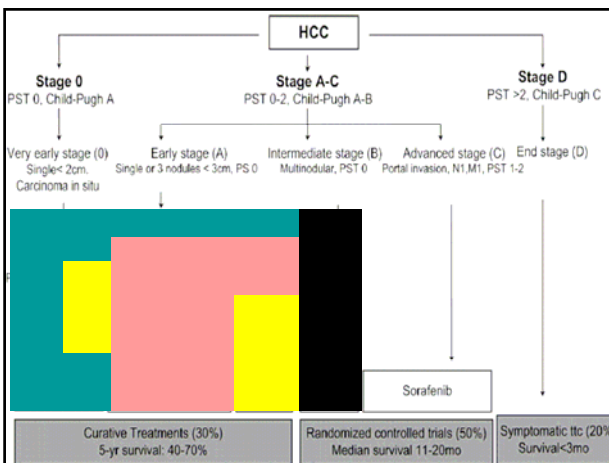 HCC
Stage 0
PST 0, Child-Pugh A
Stage A-C
PST 0-2, Child-Pugh A-B
Stage D
PST >2, Child-Pugh C
Very early stage (0)
Single< 2cm.
Carcinoma in situ
Early stage (A)
Single or 3 nodules < 3cm, PS 0
Intermediate stage (B)
Multinodular, PST 0
Advanced stage (C)
Portal invasion, N1,M1, PST 1-2
End stage (D)
Sorafenib
Curative Treatments (30%)
5-yr survival: 40-70%
Randomized controlled trials (50%)
Median survival 11-20mo
Symptomatic ttc (20%
Survival<3mo